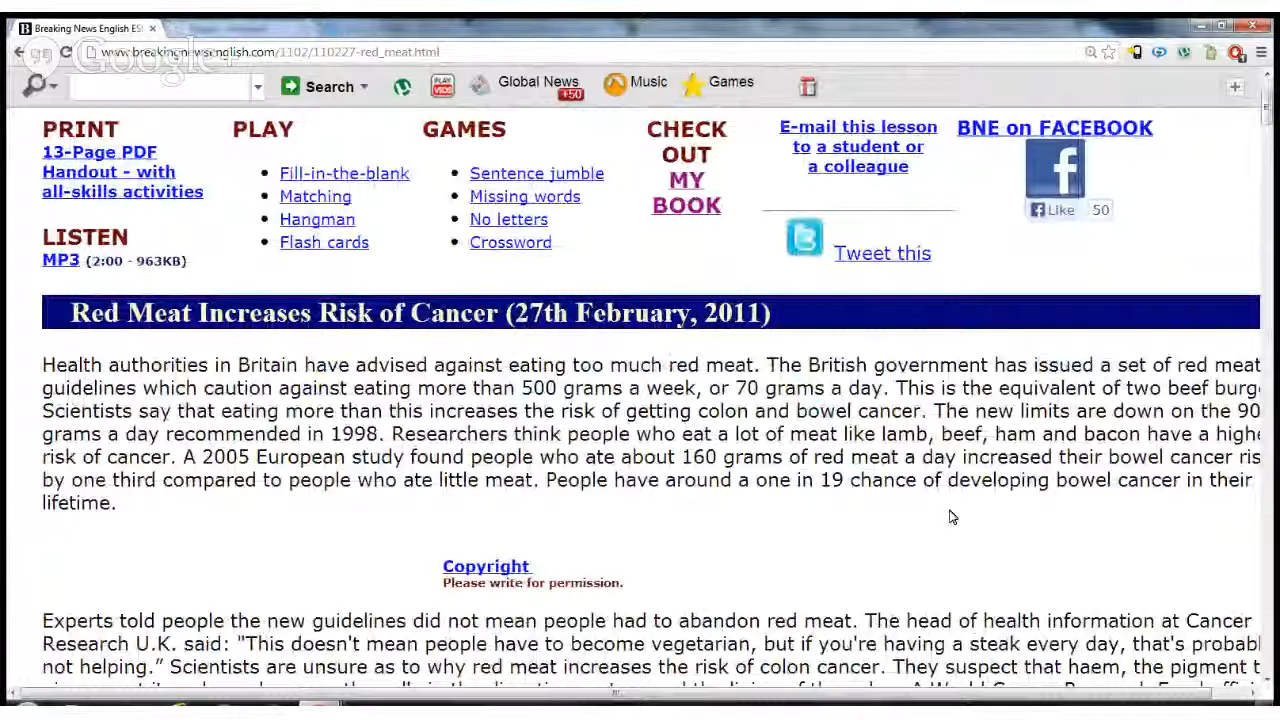 Breaking News English ES
www.breakingnewsenglish.com/1102/110227-red_meat.html
Google+
Search
PLAY
Global News
+50
Music
Games
PRINT
13-Page PDF
Handout - with
all-skills activities
LISTEN
MP3 (2:00 - 963KB)
PLAY
Fill-in-the-blank
Matching
Hangman
Flash cards
GAMES
Sentence jumble
Missing words
No letters
Crossword
CHECK
OUT
MY
BOOK
E-mail this lesson
to a student or
a colleague
Tweet this
BNE on FACEBOOK
Like 50
Red Meat Increases Risk of Cancer (27th February, 2011)
Health authorities in Britain have advised against eating too much red meat. The British government has issued a set of red meat
guidelines which caution against eating more than 500 grams a week, or 70 grams a day. This is the equivalent of two beef burg
Scientists say that eating more than this increases the risk of getting colon and bowel cancer. The new limits are down on the 90
grams a day recommended in 1998. Researchers think people who eat a lot of meat like lamb, beef, ham and bacon have a highe
risk of cancer. A 2005 European study found people who ate about 160 grams of red meat a day increased their bowel cancer ris
by one third compared to people who ate little meat. People have around a one in 19 chance of developing bowel cancer in their
lifetime.
Copyright
Please write for permission.
Experts told people the new guidelines did not mean people had to abandon red meat. The head of health information at Cancer
Research U.K. said: "This doesn't mean people have to become vegetarian, but if you're having a steak every day, that's probabl
not helping.” Scientists are unsure as to why red meat increases the risk of colon cancer. They suspect that haem, the pigment t